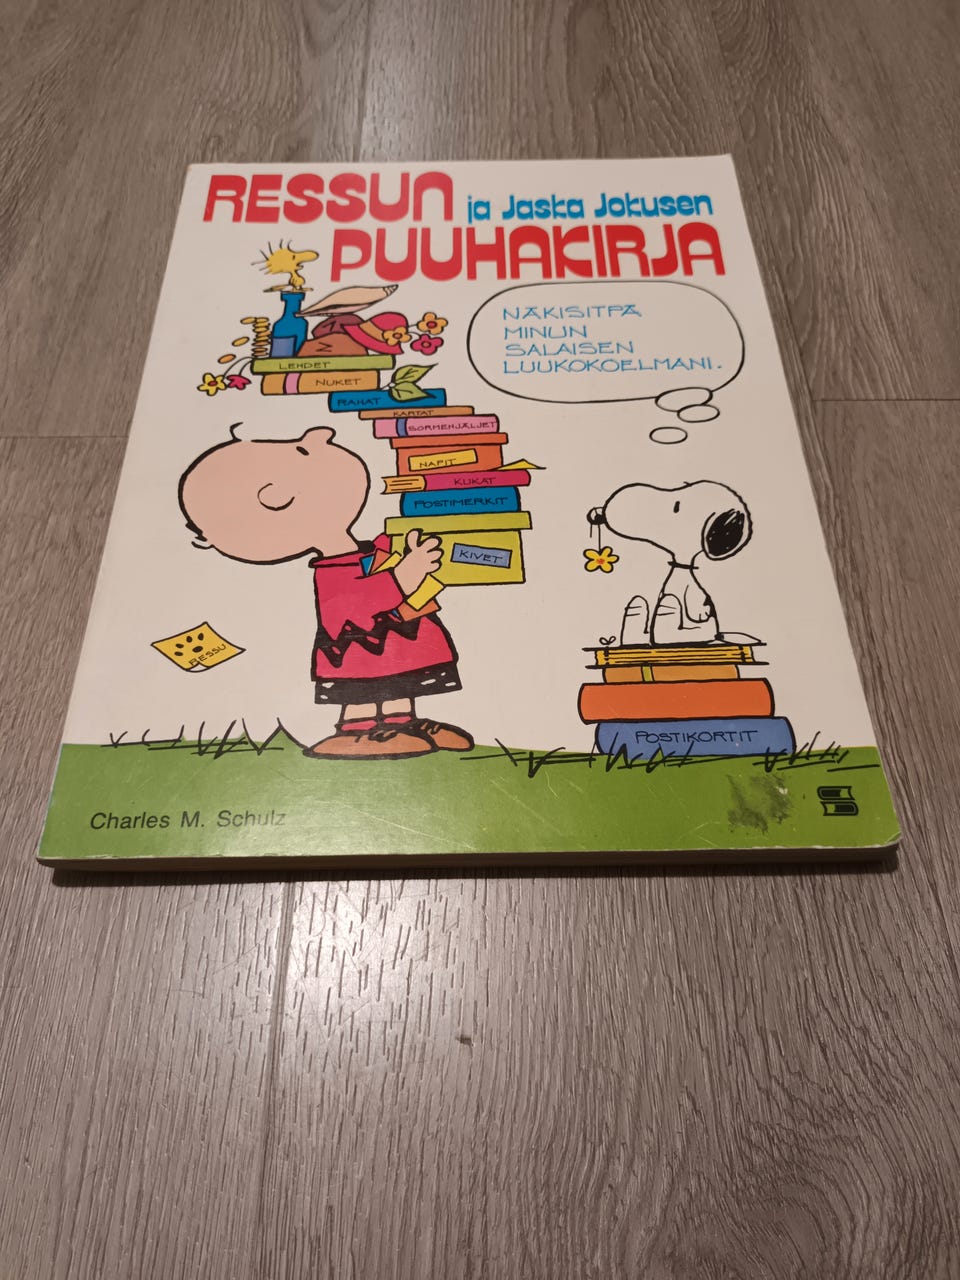 RESSUN ja Jaska Jokusen
PUUHAKIRJA
NÄKISITPÄ
MINUN
SALAISEN
LUUKOKOELMANI.
LEHDET
NUKET
RAHAT
KARTAT
SORMENJÄLJET
NAPIT
KUKAT
POSTIMERKIT
KIVET
RESSU
POSTIKORTIT
Charles M. Schulz